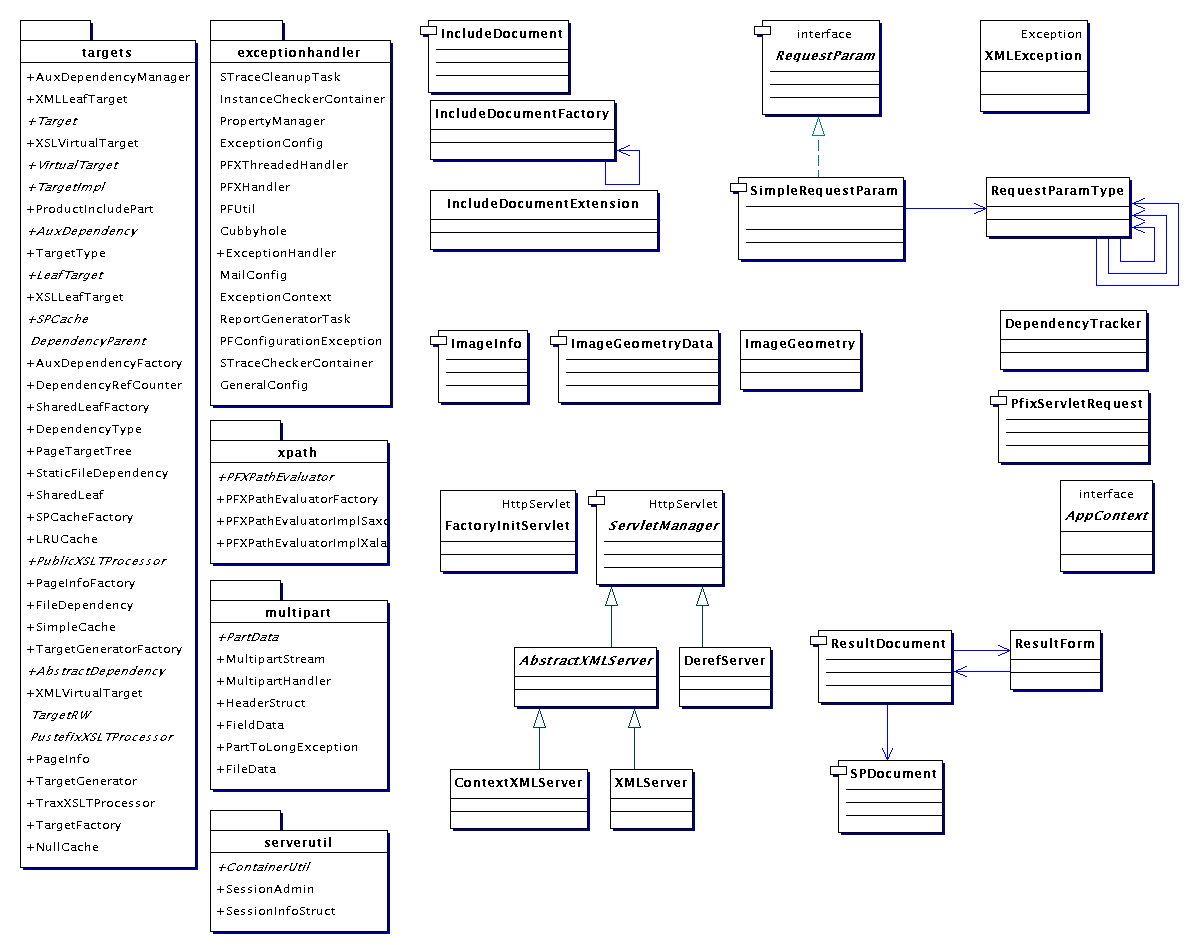 targets
+AuxDependencyManager
+XMLLeafTarget
+Target
+XSLVirtualTarget
+VirtualTarget
+TargetImpl
+ProductIncludePart
+AuxDependency
+TargetType
+LeafTarget
+XSLLeafTarget
+SPCache
DependencyParent
+AuxDependencyFactory
+DependencyRefCounter
+SharedLeafFactory
+DependencyType
+PageTargetTree
+StaticFileDependency
+SharedLeaf
+SPCacheFactory
+LRUCache
+PublicXSLTProcessor
+PageInfoFactory
+FileDependency
+SimpleCache
+TargetGeneratorFactory
+AbstractDependency
+XMLVirtualTarget
TargetRW
PustefixXSLTProcessor
+PageInfo
+TargetGenerator
+TraxXSLTProcessor
+TargetFactory
+NullCache
exceptionhandler
STraceCleanupTask
InstanceCheckerContainer
PropertyManager
ExceptionConfig
PFXThreadedHandler
PFXHandler
PFUtil
Cubbyhole
+ExceptionHandler
MailConfig
ExceptionContext
ReportGeneratorTask
PFConfigurationException
STraceCheckerContainer
GeneralConfig
xpath
+PFXPathEvaluator
+PFXPathEvaluatorFactory
+PFXPathEvaluatorImplSaxo
+PFXPathEvaluatorImplXala
multipart
+PartData
+MultipartStream
+MultipartHandler
+HeaderStruct
+FieldData
+PartToLongException
+FileData
serverutil
+ContainerUtil
+SessionAdmin
+SessionInfoStruct
IncludeDocument
IncludeDocumentFactory
IncludeDocumentExtension
interface
RequestParam
Exception
XMLException
SimpleRequestParam
RequestParamType
ImageInfo
ImageGeometryData
ImageGeometry
DependencyTracker
PfixServletRequest
HttpServlet
FactoryInitServlet
HttpServlet
ServletManager
interface
AppContext
AbstractXMLServer
DerefServer
ResultDocument
ResultForm
ContextXMLServer
XMLServer
SPDocument